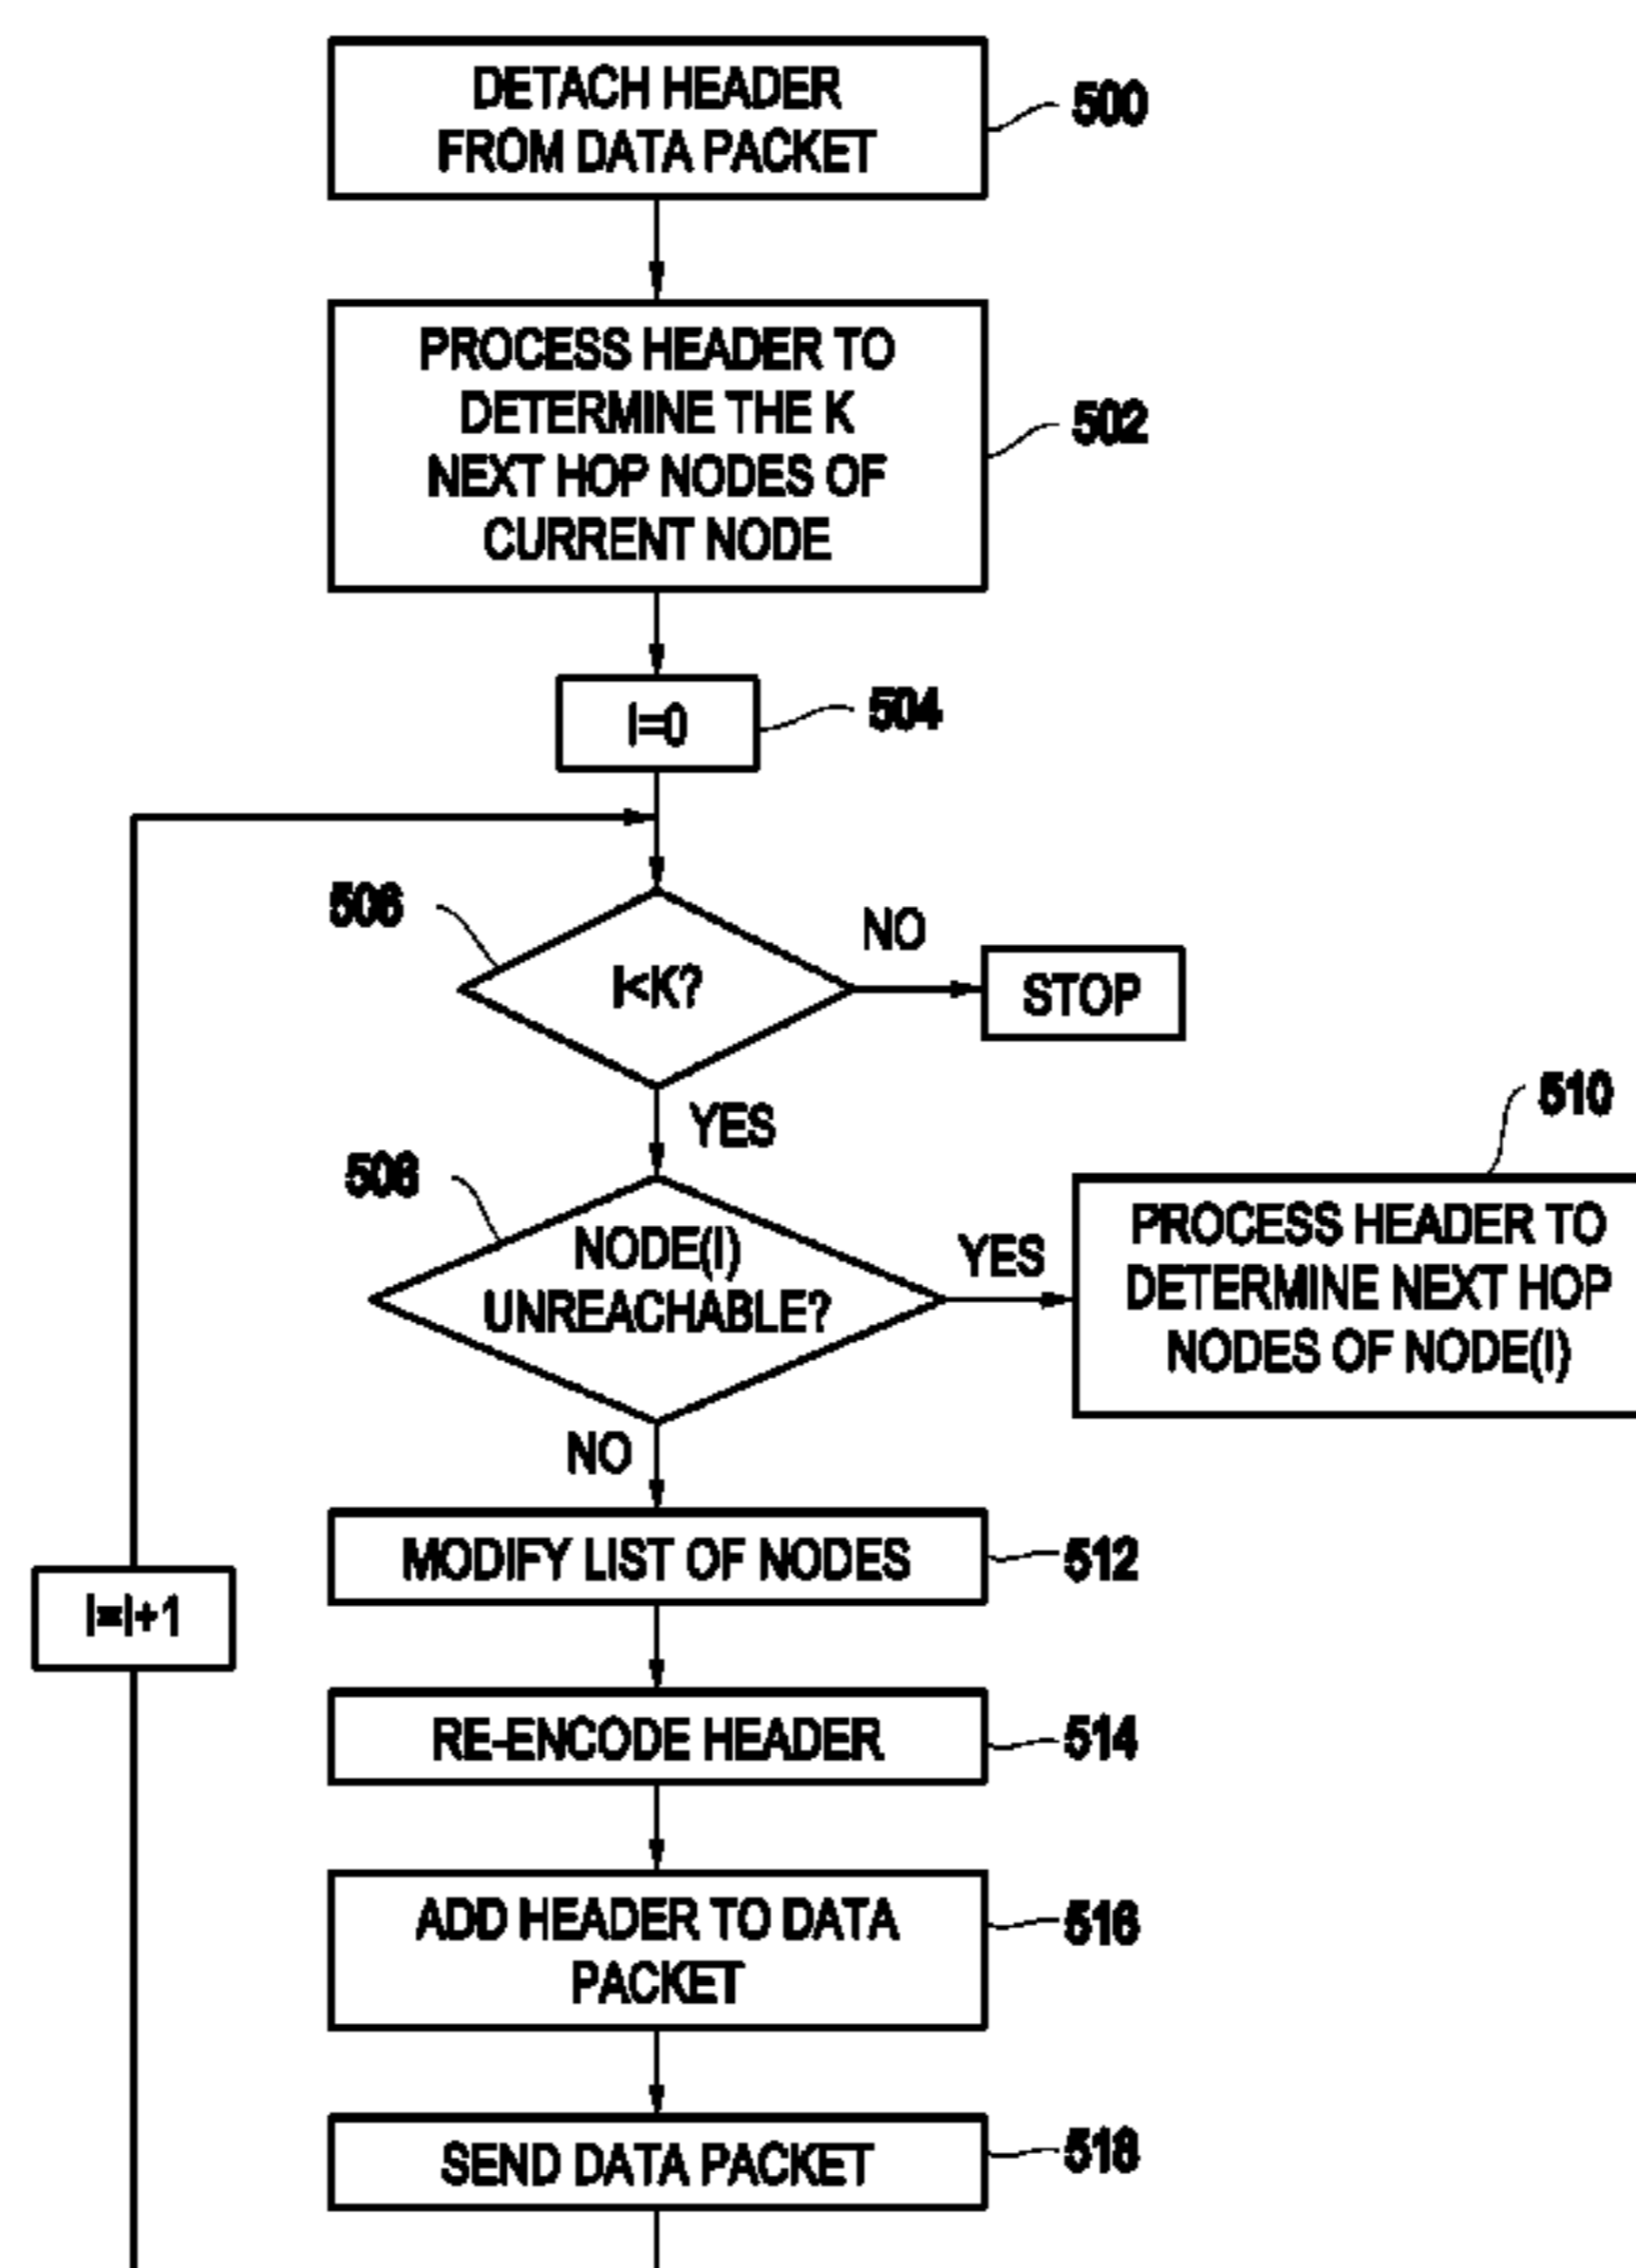 DETACH HEADER
FROM DATA PACKET
500
PROCESS HEADER TO
DETERMINE THE K
NEXT HOP NODES OF
CURRENT NODE
502
I=0
504
506
I<K?
NO
STOP
YES
510
508
NODE(I)
UNREACHABLE?
YES
PROCESS HEADER TO
DETERMINE NEXT HOP
NODES OF NODE(I)
NO
MODIFY LIST OF NODES
512
I=I+1
RE-ENCODE HEADER
514
ADD HEADER TO DATA
PACKET
516
SEND DATA PACKET
518